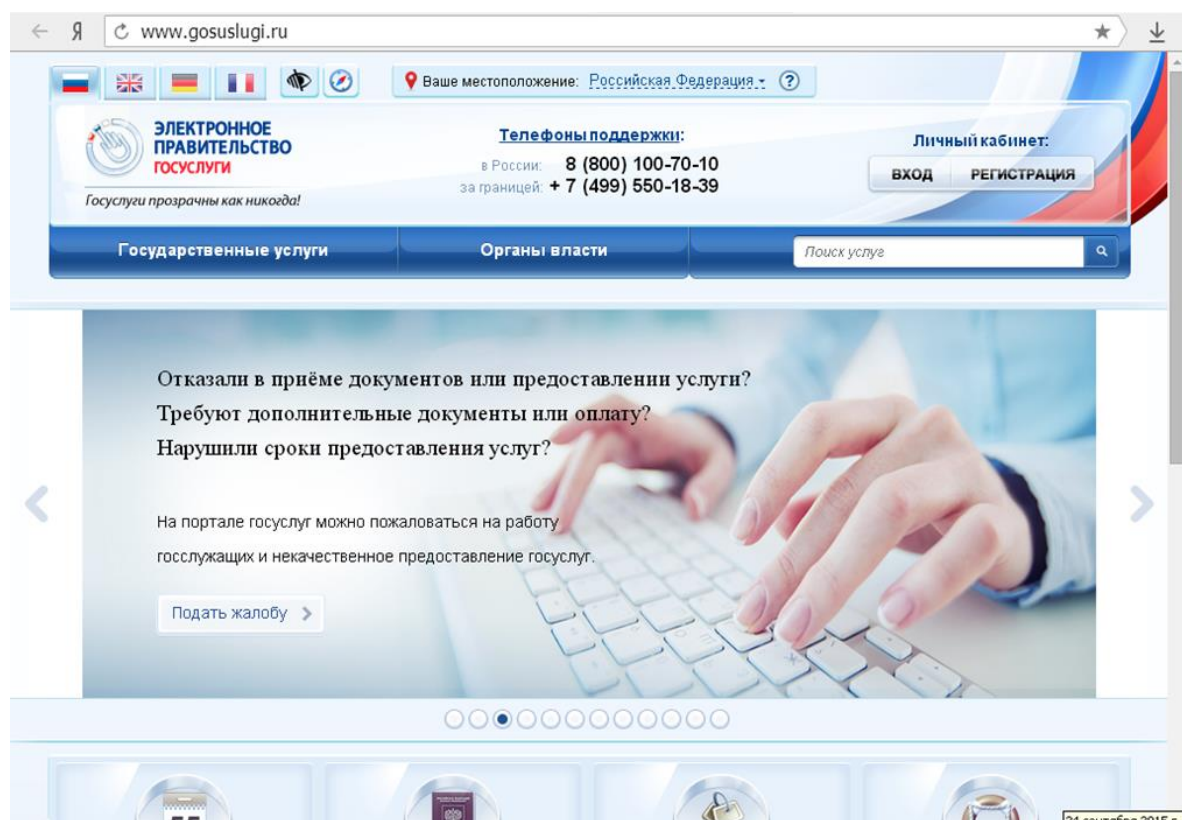 Я www.gosuslugi.ru
Ваше местоположение: Российская Федерация ?
ЭЛЕКТРОННОЕ
ПРАВИТЕЛЬСТВО
ГОСУСЛУГИ
Госуслуги прозрачны как никогда!
Телефоны поддержки:
в России: 8 (800) 100-70-10
за границей: + 7 (499) 550-18-39
Личный кабинет:
ВХОД РЕГИСТРАЦИЯ
Государственные услуги Органы власти Поиск услуг
Отказали в приёме документов или предоставлении услуги?
Требуют дополнительные документы или оплату?
Нарушили сроки предоставления услуг?
На портале госуслуг можно пожаловаться на работу
госслужащих и некачественное предоставление госуслуг.
Подать жалобу